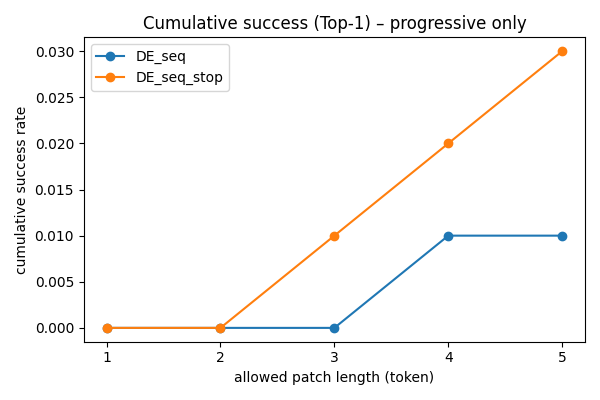 Cumulative success (Top-1) – progressive only
DE_seq
DE_seq_stop
cumulative success rate
0.030
0.025
0.020
0.015
0.010
0.005
0.000
1 2 3 4 5
allowed patch length (token)